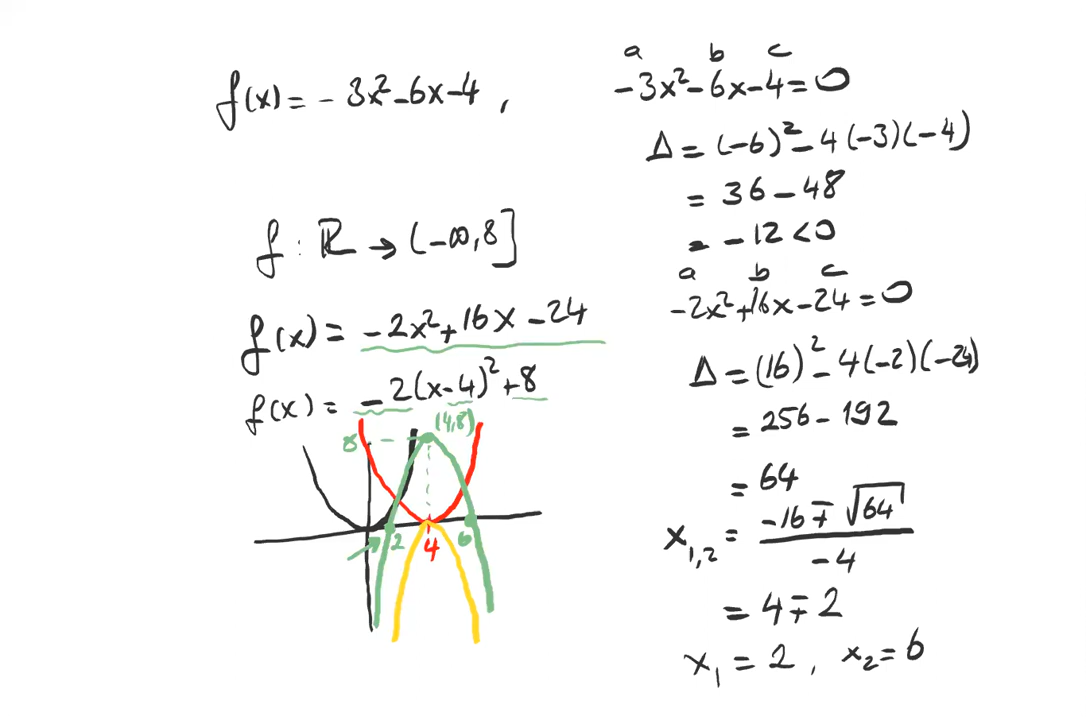 f(x) = -3x²-6x-4 ,
f : ℝ → (-∞,8]
f(x) = -2x²+16x-24
f(x) = -2(x-4)²+8
(4,8)
8
2
4
6
a b c
-3x²-6x-4=0
Δ = (-6)²-4(-3)(-4)
= 36-48
= -12<0
a b c
-2x²+16x-24=0
Δ = (16)²-4(-2)(-24)
= 256-192
= 64
x₁,₂ = (-16∓√64)/(-4)
= 4∓2
x₁ = 2 , x₂ = 6